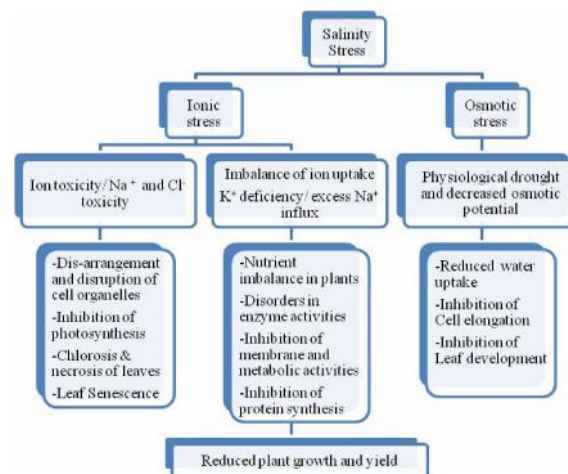 Salinity
Stress
Ionic
stress
Osmotic
stress
Ion toxicity/Na⁺ and Cl⁻
toxicity
Imbalance of ion uptake
K⁺ deficiency/excess Na⁺
influx
Physiological drought
and decreased osmotic
potential
-Dis-arrangement
and disruption of
cell organelles
-Inhibition of
photosynthesis
-Chlorosis &
necrosis of leaves
-Leaf Senescence
-Nutrient
imbalance in plants
-Disorders in
enzyme activities
-Inhibition of
membrane and
metabolic activities
-Inhibition of
protein synthesis
-Reduced water
uptake
-Inhibition of
Cell elongation
-Inhibition of
Leaf development
Reduced plant growth and yield